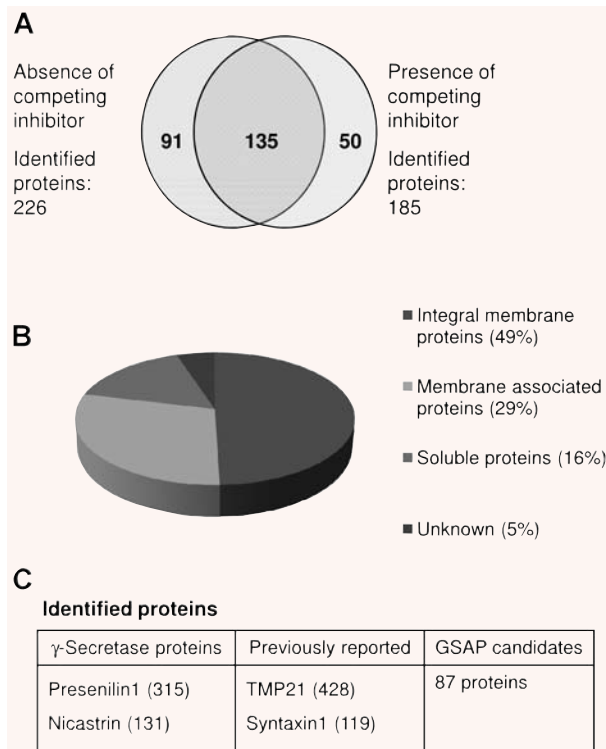 A
Absence of
competing
inhibitor
Identified
proteins:
226
91
135
50
Presence of
competing
inhibitor
Identified
proteins:
185
B
Integral membrane
proteins (49%)
Membrane associated
proteins (29%)
Soluble proteins (16%)
Unknown (5%)
C
Identified proteins
γ-Secretase proteins Previously reported GSAP candidates
Presenilin1 (315) TMP21 (428) 87 proteins
Nicastrin (131) Syntaxin1 (119)